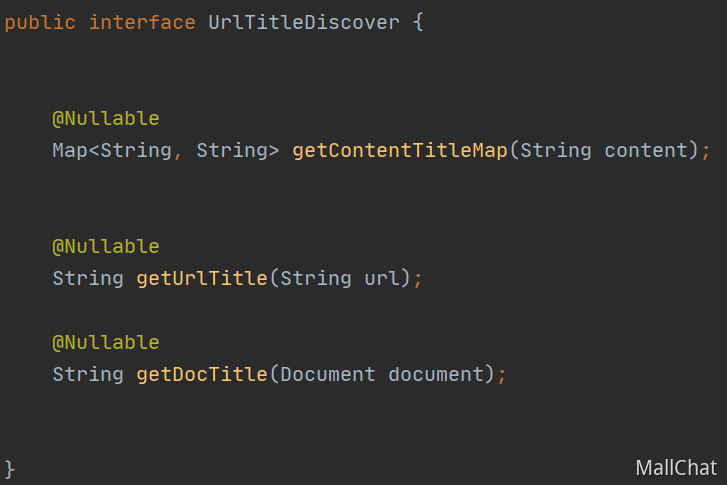 public interface UrlTitleDiscover {
@Nullable
Map<String, String> getContentTitleMap(String content);
@Nullable
String getUrlTitle(String url);
@Nullable
String getDocTitle(Document document);
}
MallChat